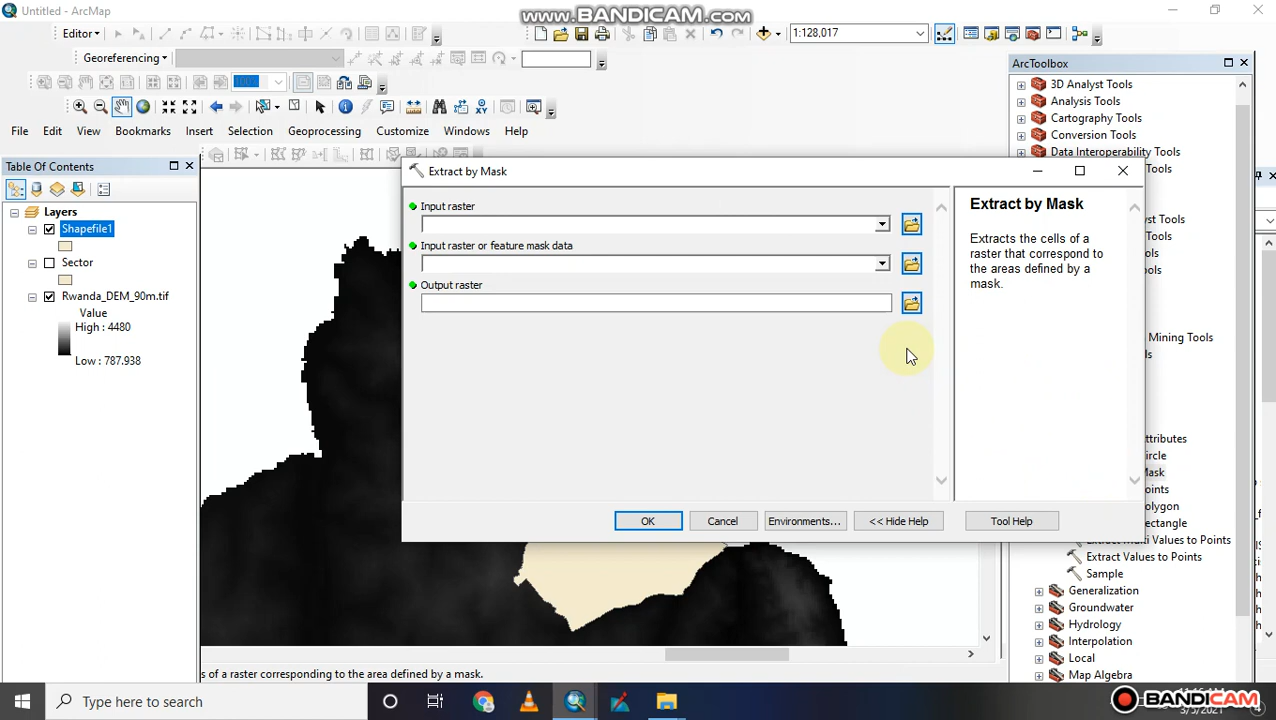 Untitled - ArcMap
www.BANDICAM.com
Editor
1:128,017
Georeferencing
100%
File Edit View Bookmarks Insert Selection Geoprocessing Customize Windows Help
ArcToolbox
3D Analyst Tools
Analysis Tools
Cartography Tools
Conversion Tools
Data Interoperability Tools
Table Of Contents
Layers
Shapefile1
Sector
Rwanda_DEM_90m.tif
Value
High : 4480
Low : 787.938
Extract by Mask
Input raster
Input raster or feature mask data
Output raster
OK
Cancel
Environments...
<< Hide Help
Tool Help
Extract by Mask
Extracts the cells of a
raster that correspond to
the areas defined by a
mask.
Mining Tools
Extract Multi Values to Points
Extract Values to Points
Sample
Generalization
Groundwater
Hydrology
Interpolation
Local
Map Algebra
s of a raster corresponding to the area defined by a mask.
Type here to search
BANDICAM